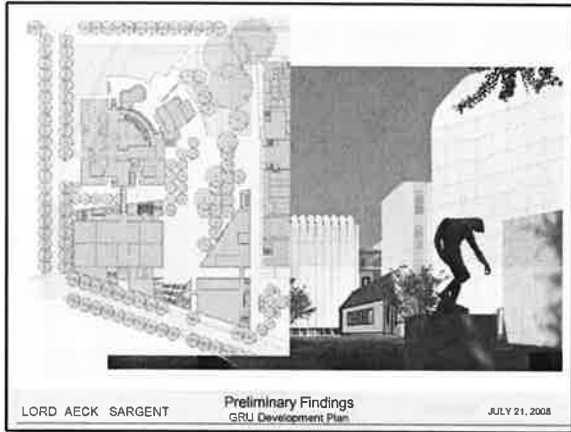 Preliminary Findings
LORD AECK SARGENT
GRU Development Plan
JULY 21, 2008